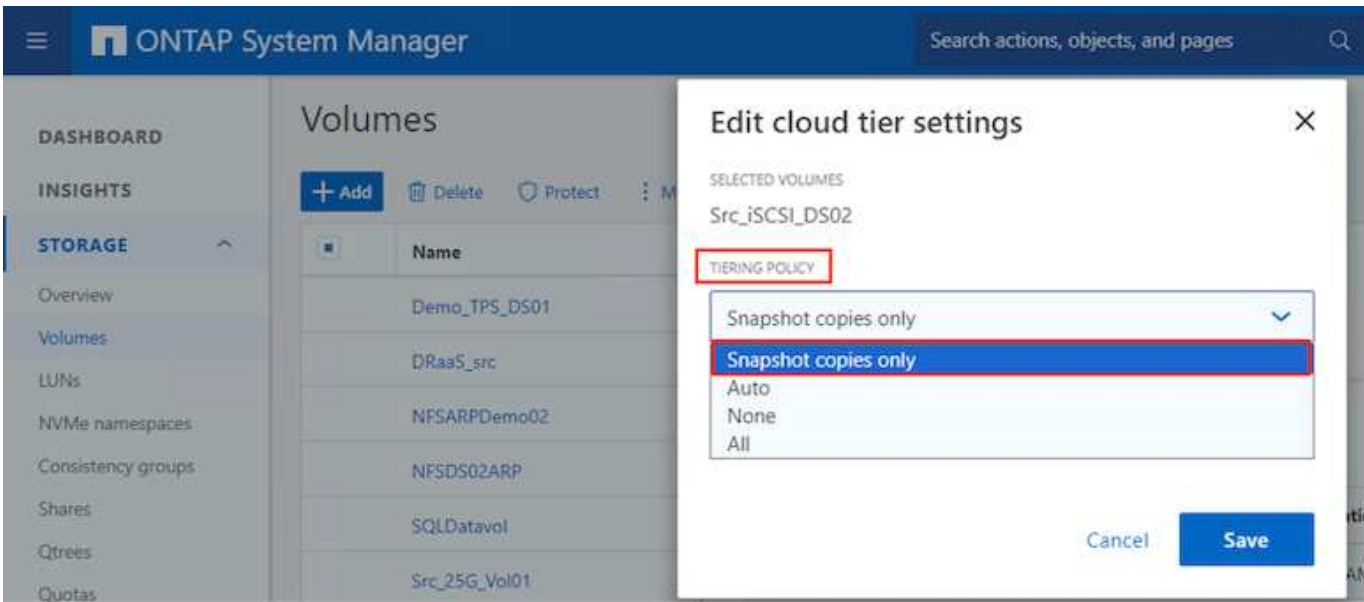 ONTAP System Manager
Search actions, objects, and pages
DASHBOARD
INSIGHTS
STORAGE
Overview
Volumes
LUNs
NVMe namespaces
Consistency groups
Shares
Qtrees
Quotas
Volumes
Add
Delete
Protect
M
Name
Demo_TPS_DS01
DRaaS_src
NFSARPDemo02
NFSDS02ARP
SQLDatavol
Src_25G_Vol01
Edit cloud tier settings
SELECTED VOLUMES
Src_iSCSI_DS02
TIERING POLICY
Snapshot copies only
Snapshot copies only
Auto
None
All
Cancel
Save